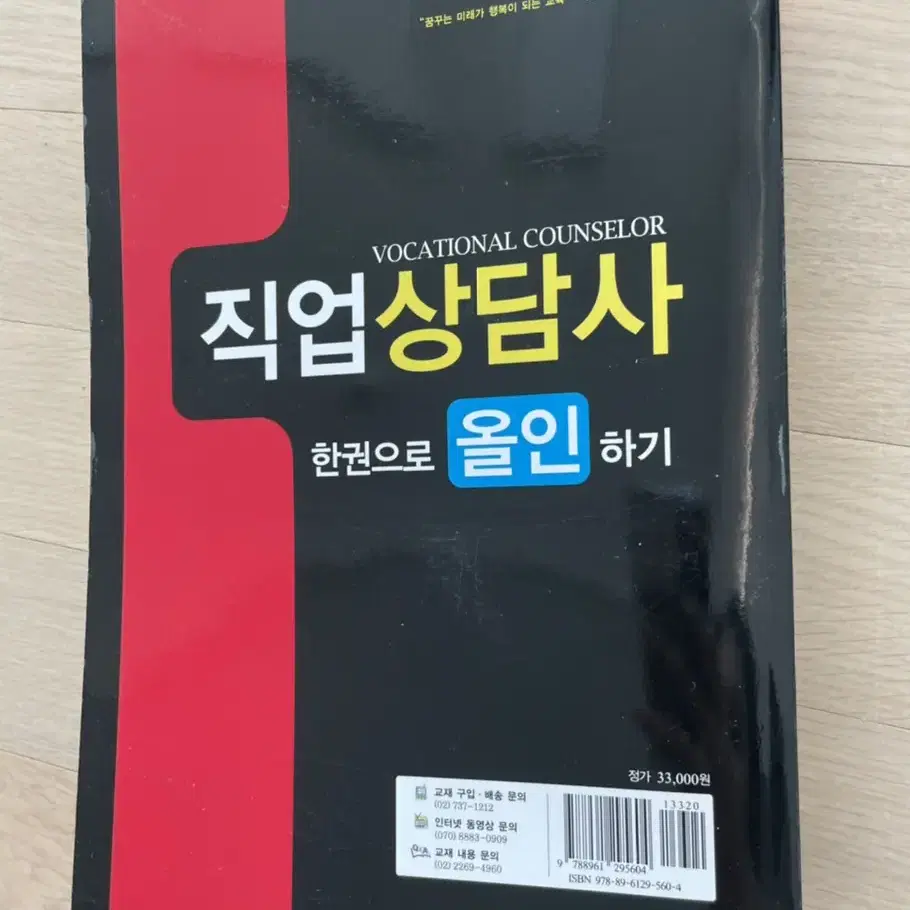 "꿈꾸는 미래가 행복이 되는 교육
VOCATIONAL COUNSELOR
직업상담사
한권으로 올인 하기
정가 33,000원
교재 구입 · 배송 문의
(02) 737-1212
인터넷 동영상 문의
(070) 8883-0909
Q&A 교재 내용 문의
(02) 2269-4960
13320
9 788961 295604
ISBN 978-89-6129-560-4